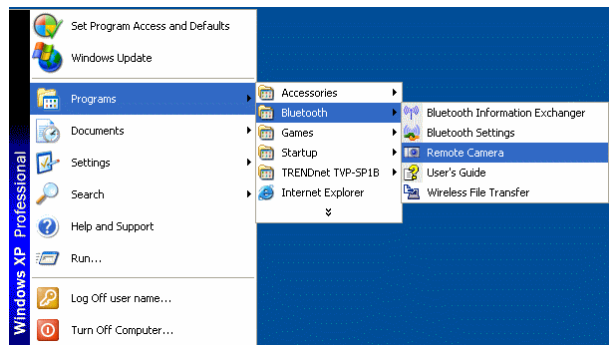 Set Program Access and Defaults
Windows Update
Programs
Documents
Settings
Search
Help and Support
Run...
Log Off user name...
Turn Off Computer...
Windows XP Professional
Accessories
Bluetooth
Games
Startup
TRENDnet TVP-SP1B
Internet Explorer
Bluetooth Information Exchanger
Bluetooth Settings
Remote Camera
User's Guide
Wireless File Transfer